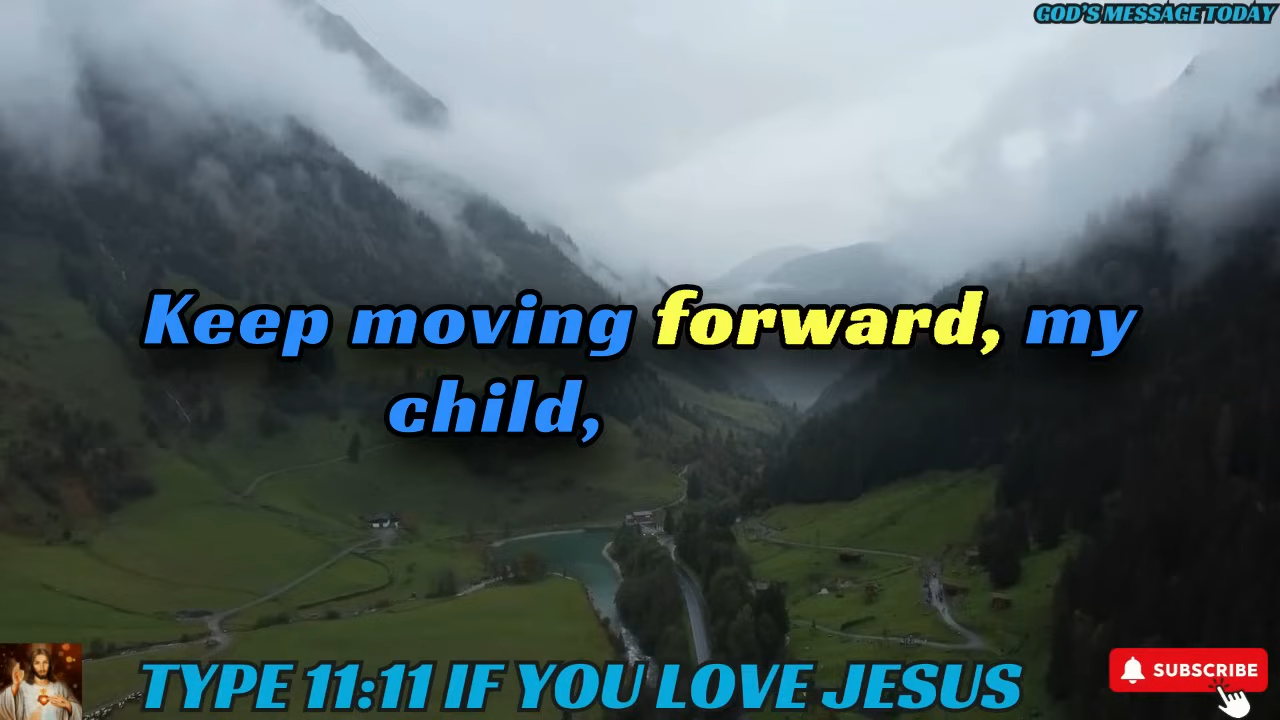 GOD'S MESSAGE TODAY
Keep moving forward, my
child,
TYPE 11:11 IF YOU LOVE JESUS
SUBSCRIBE